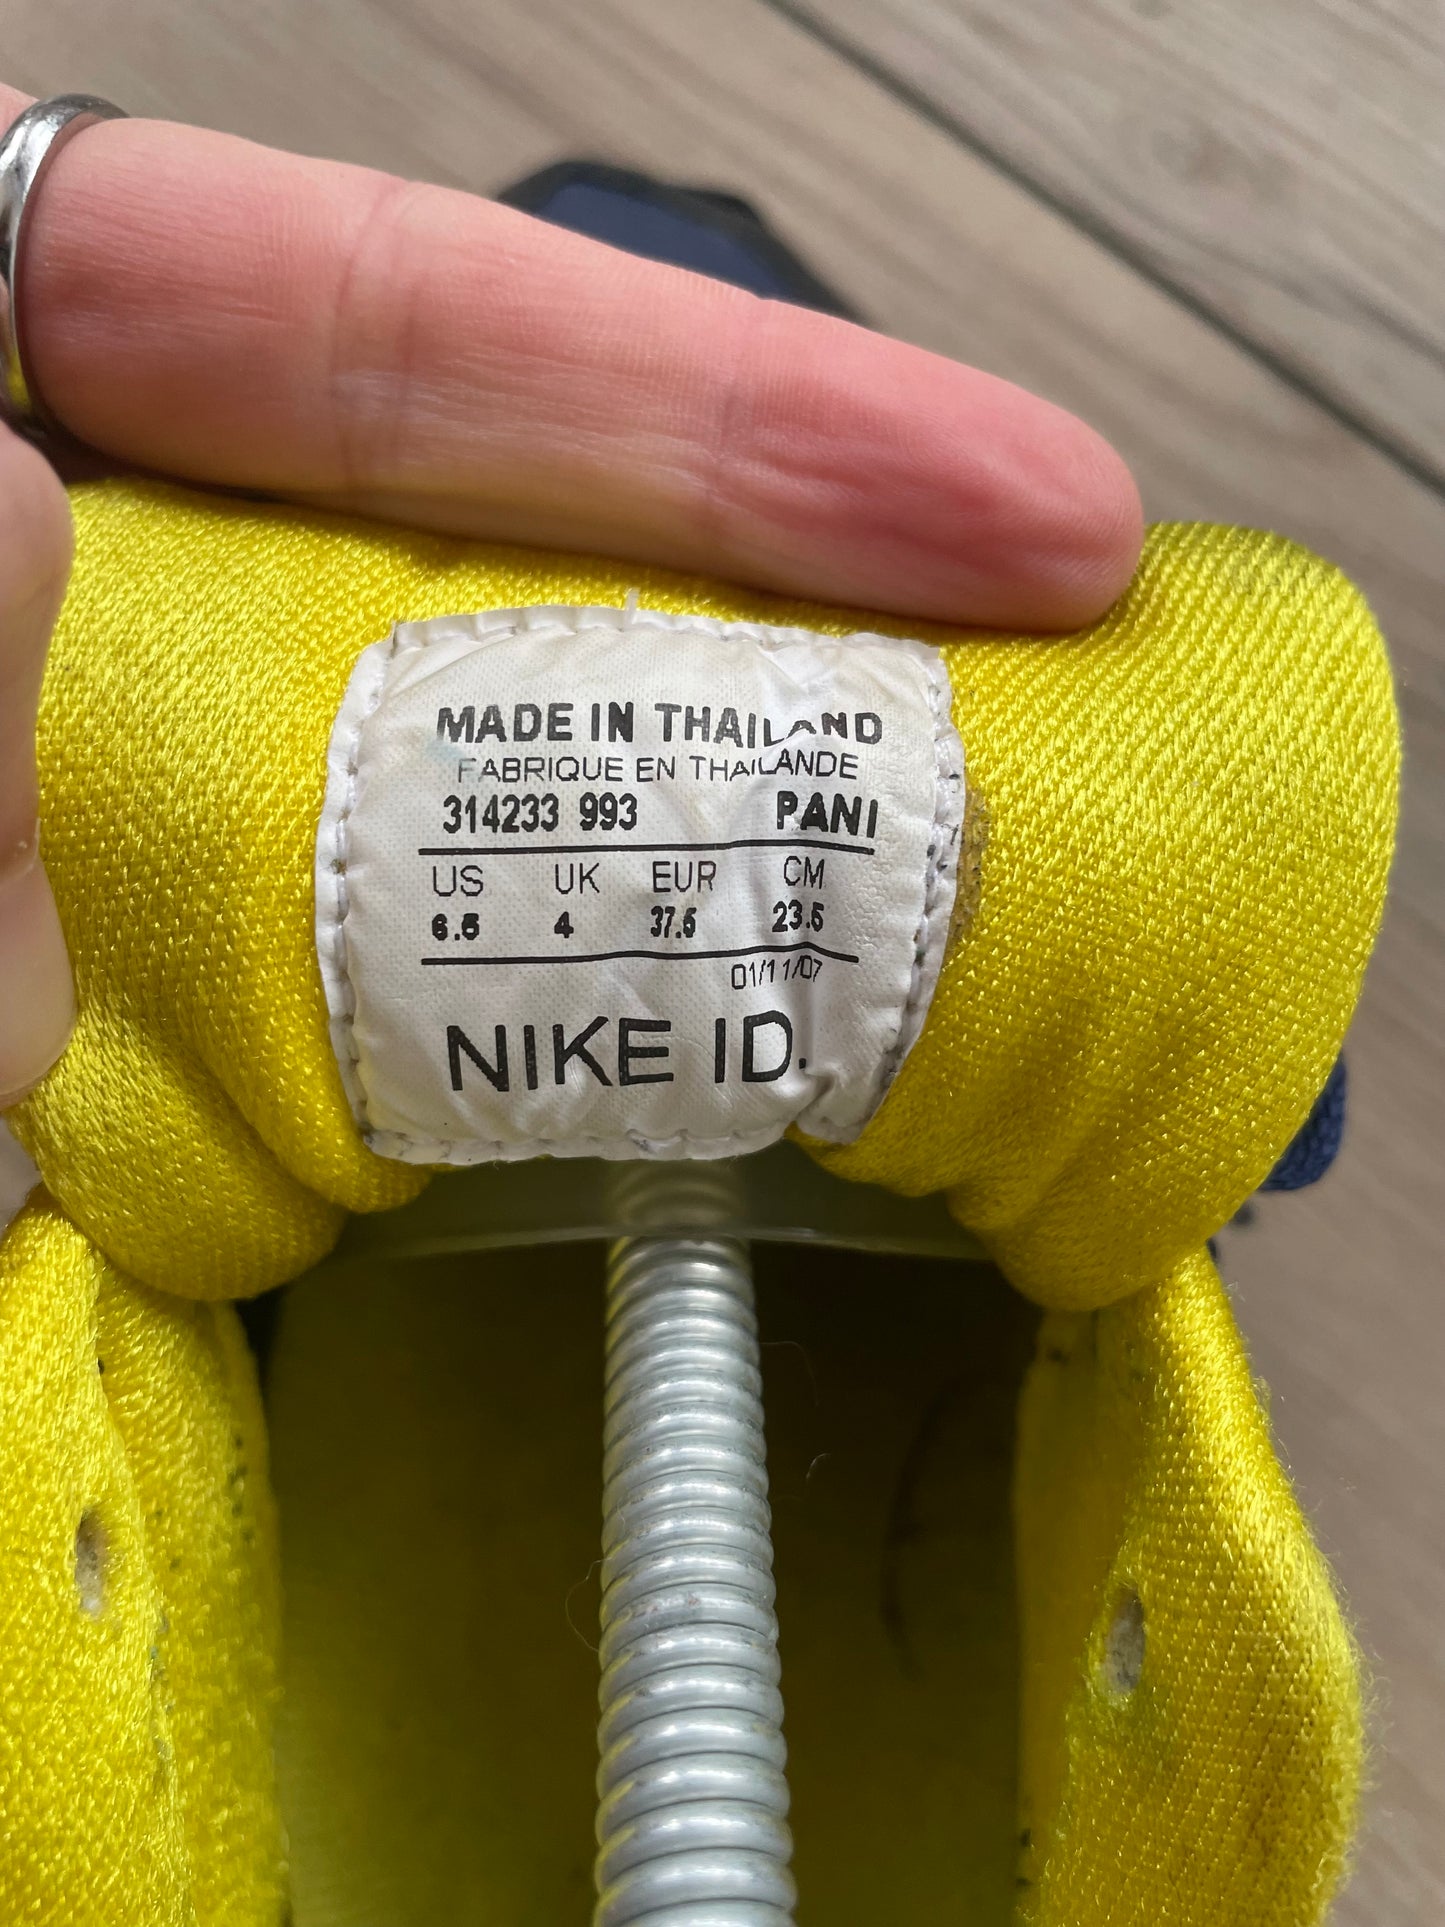 MADE IN THAILAND
FABRIQUE EN THAILANDE
314233 993 PANI
US UK EUR CM
6.5 4 37.5 23.5
01/11/07
NIKE ID.